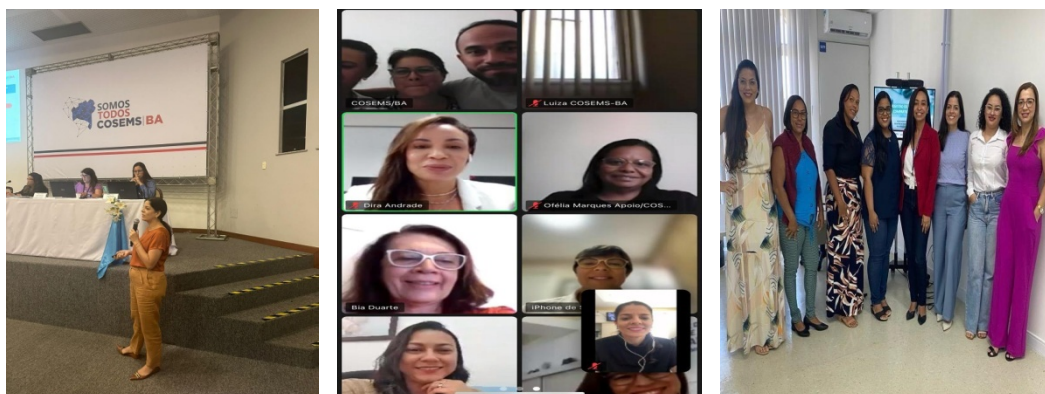 SOMOS
TODOS
COSEMS|BA
COSEMS/BA
Luiza COSEMS-BA
Dira Andrade
Ofélia Marques Apoio/COS...
Bia Duarte
iPhone de